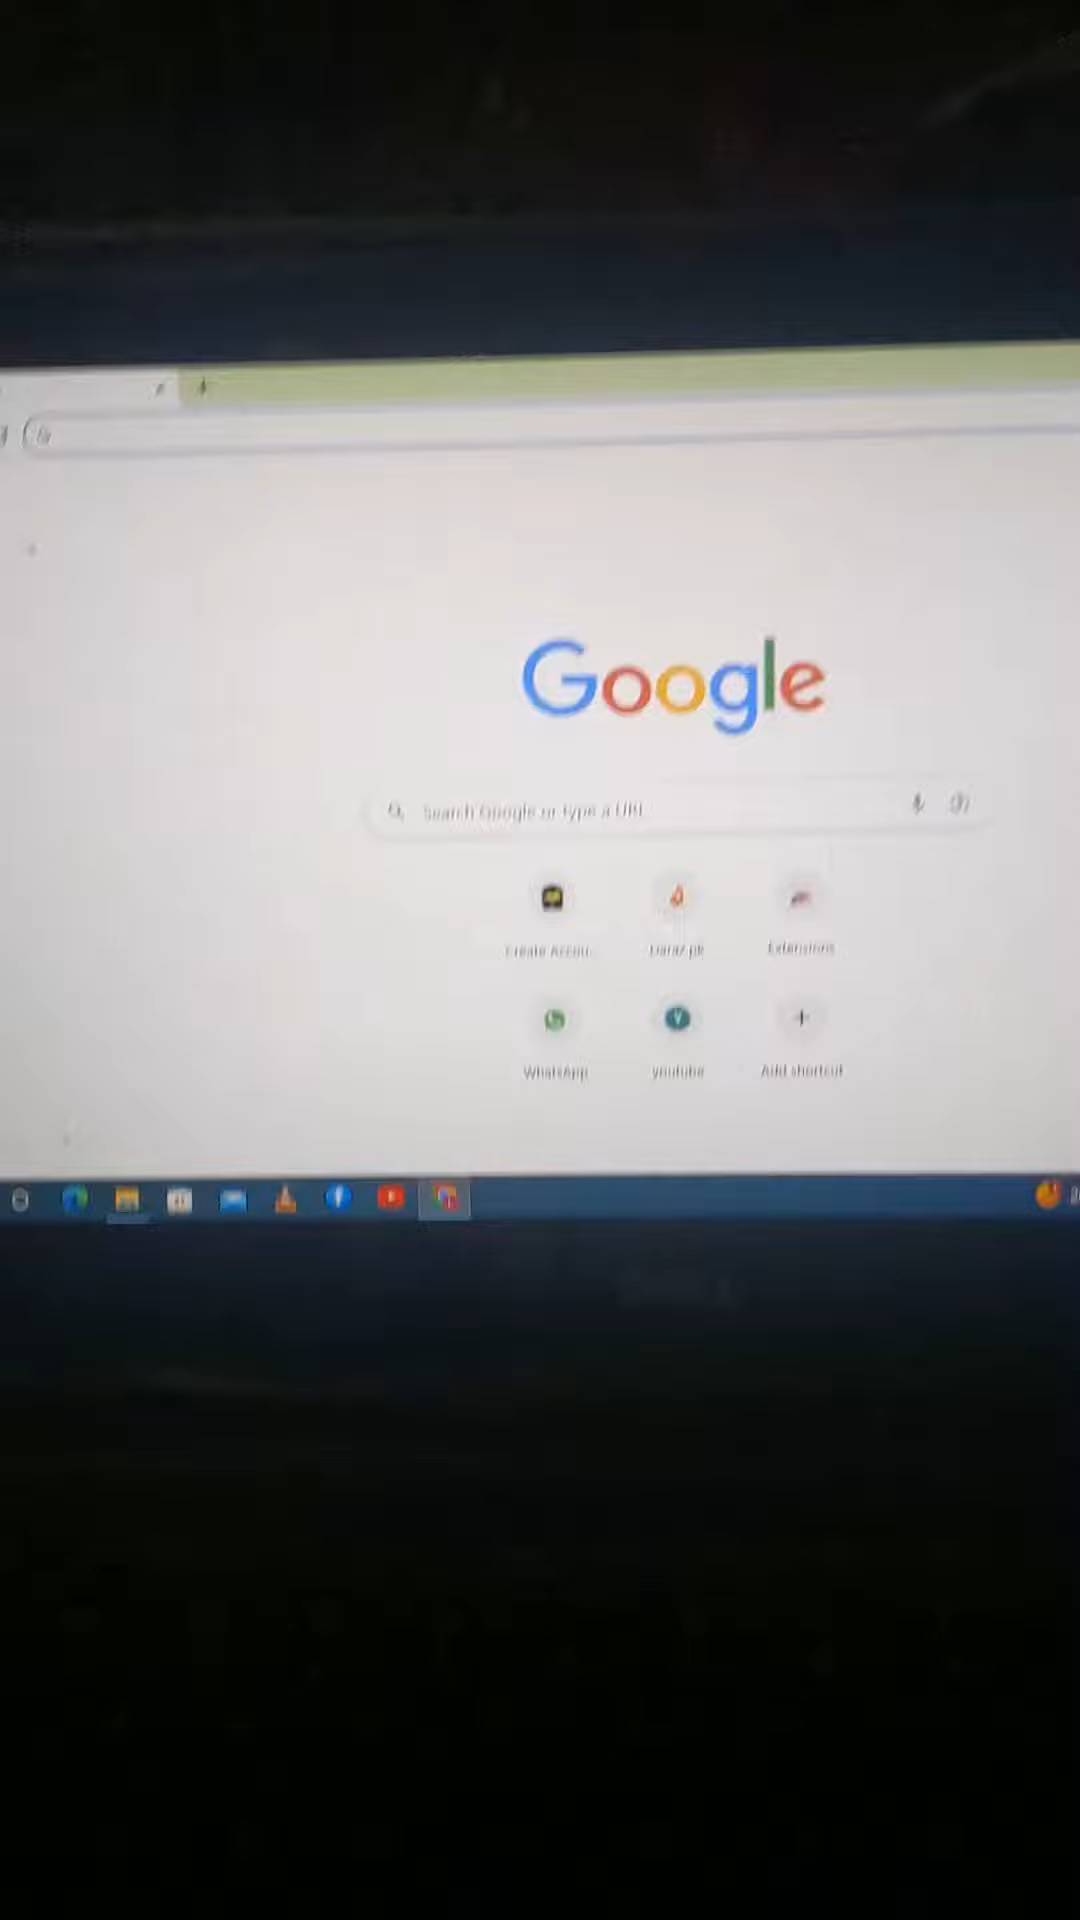 Google
Search Google or type a URL
Create Accou...
Daraz.pk
Extensions
WhatsApp
youtube
Add shortcut